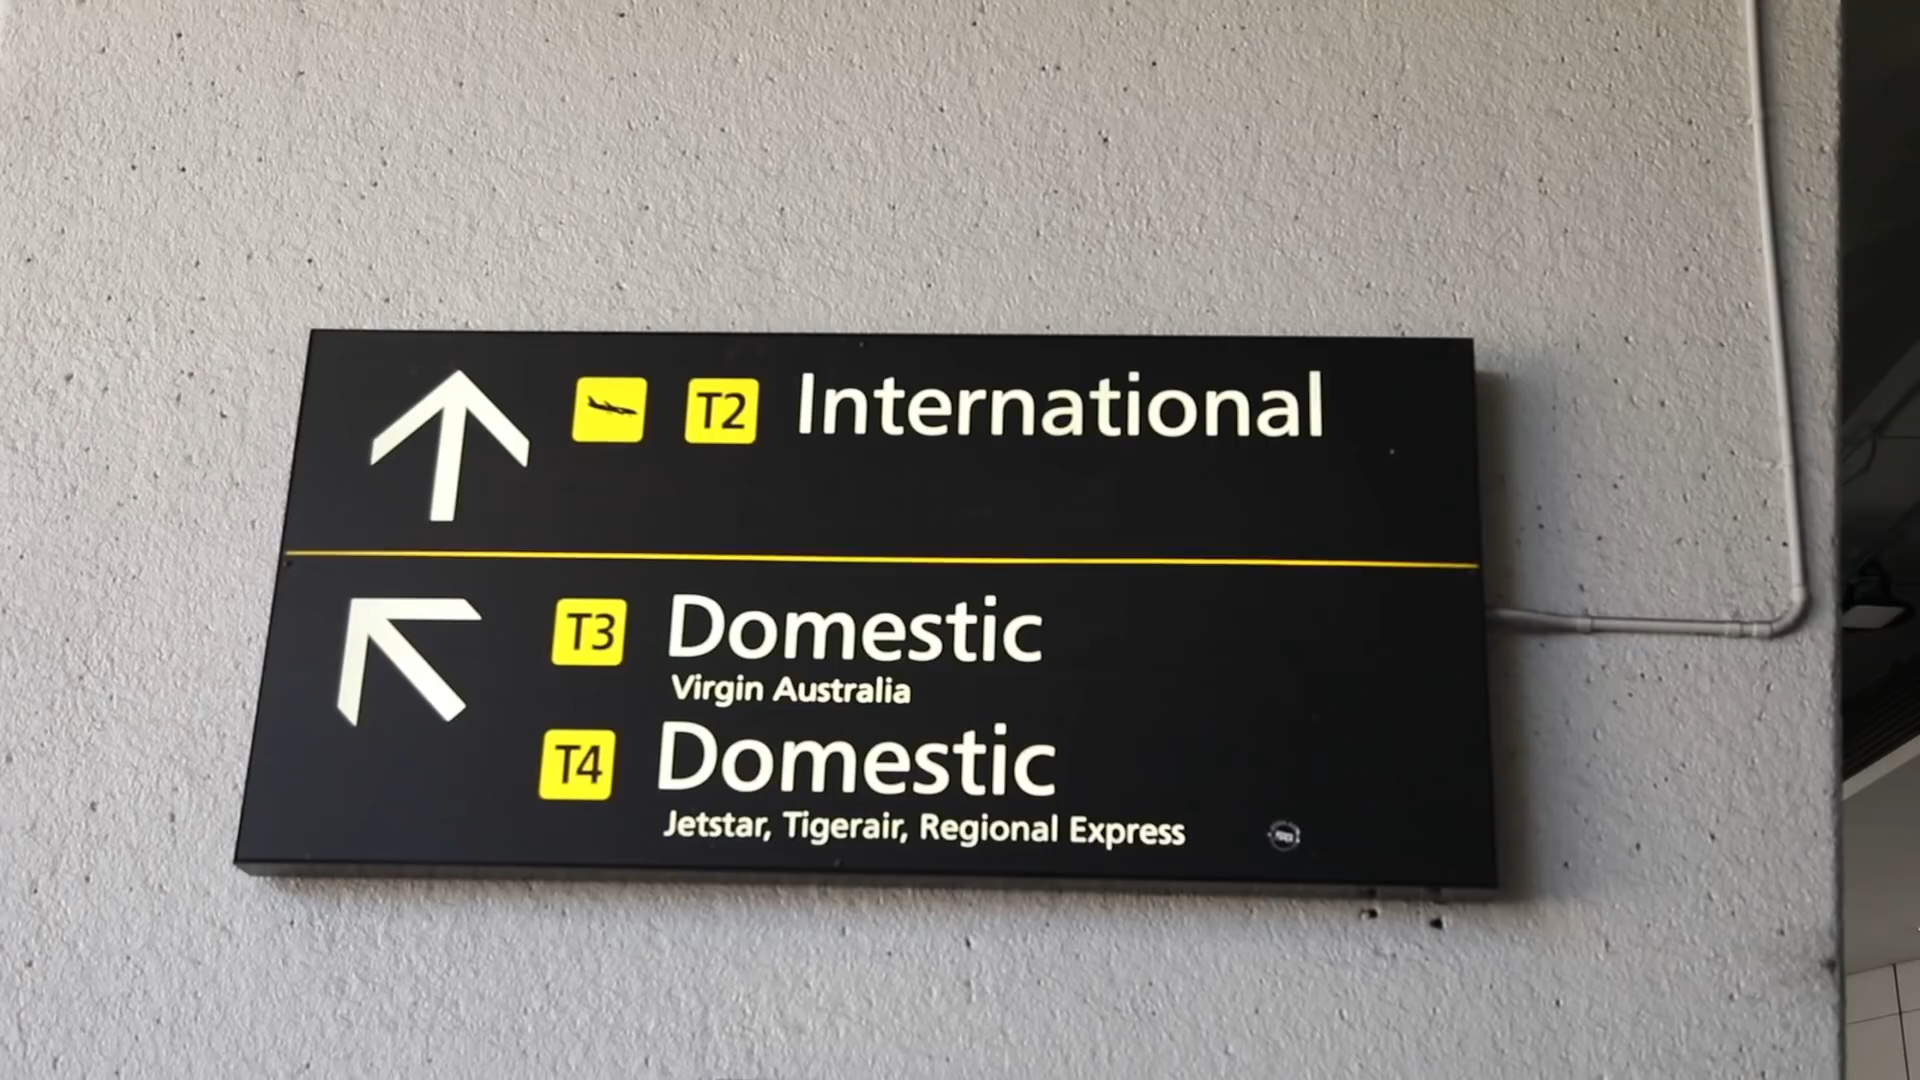 T2 International
T3 Domestic
Virgin Australia
T4 Domestic
Jetstar, Tigerair, Regional Express